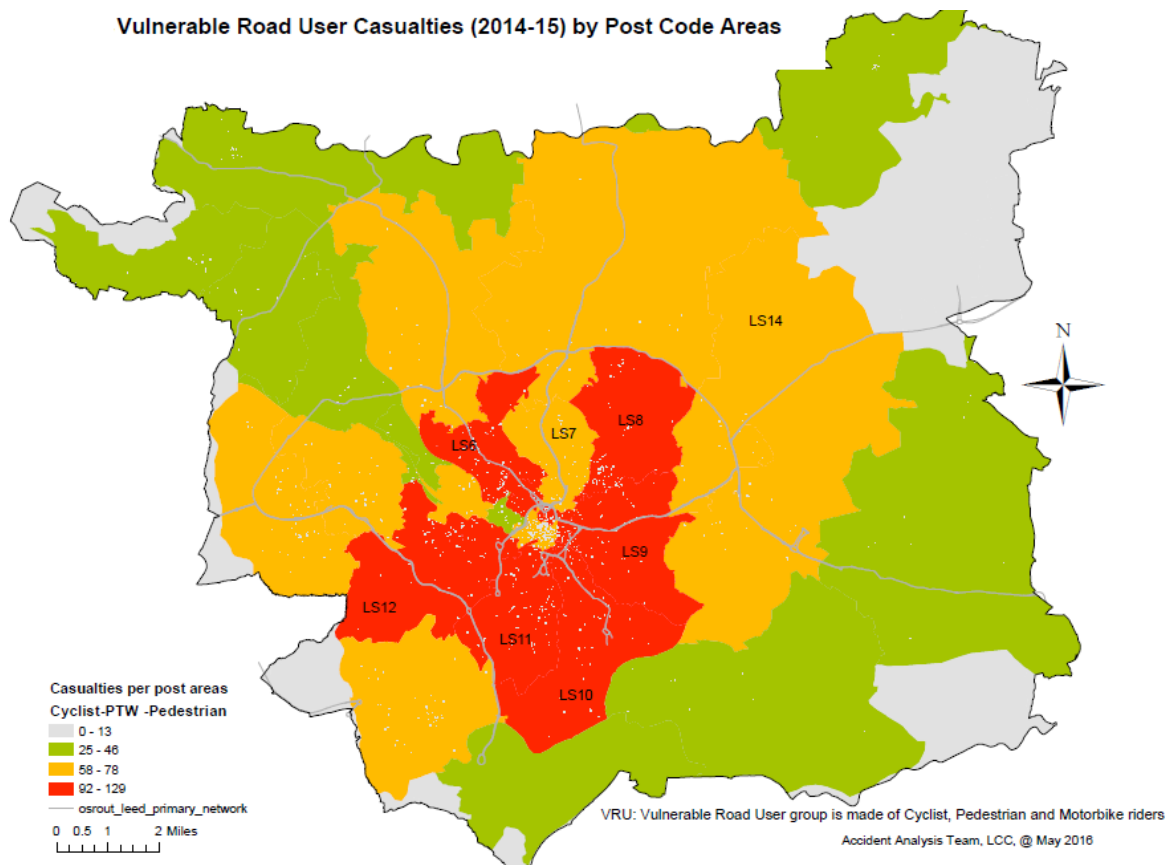 Vulnerable Road User Casualties (2014-15) by Post Code Areas
N
LS14
LS7
LS8
LS6
LS9
LS12
LS11
LS10
Casualties per post areas
Cyclist-PTW -Pedestrian
0 - 13
25 - 46
58 - 78
92 - 129
osrout_leed_primary_network
0 0.5 1 2 Miles
VRU: Vulnerable Road User group is made of Cyclist, Pedestrian and Motorbike riders
Accident Analysis Team, LCC, @ May 2016